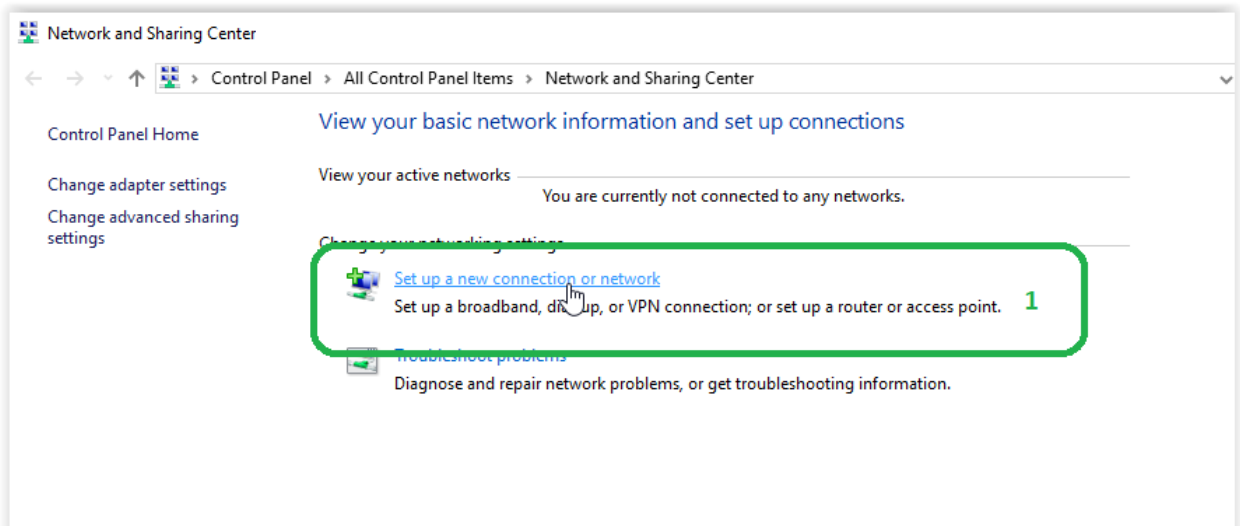 Network and Sharing Center
Control Panel > All Control Panel Items > Network and Sharing Center
Control Panel Home
Change adapter settings
Change advanced sharing
settings
View your basic network information and set up connections
View your active networks
You are currently not connected to any networks.
Change your networking settings
Set up a new connection or network
Set up a broadband, dial-up, or VPN connection; or set up a router or access point.
1
Troubleshoot problems
Diagnose and repair network problems, or get troubleshooting information.